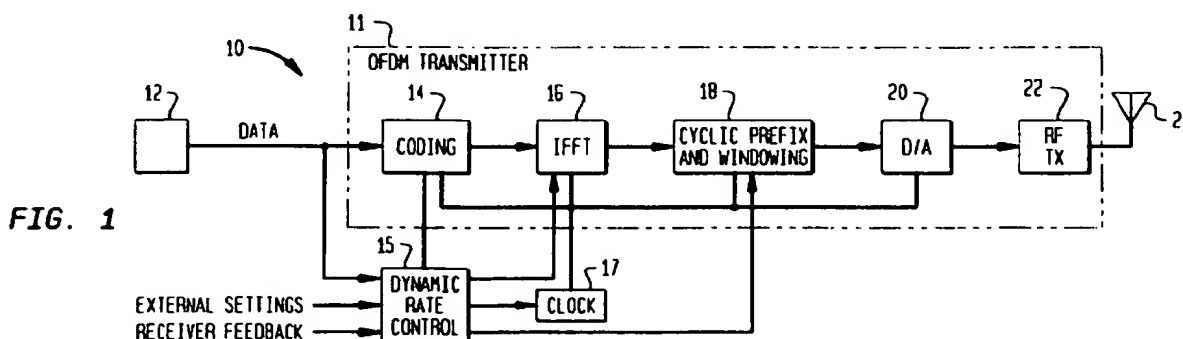 11
10
OFDM TRANSMITTER
12
14
16
18
20
22
2
DATA
CODING
IFFT
CYCLIC PREFIX
AND WINDOWING
D/A
RF
TX
FIG. 1
15
17
DYNAMIC
RATE
CONTROL
CLOCK
EXTERNAL SETTINGS
RECEIVER FEEDBACK